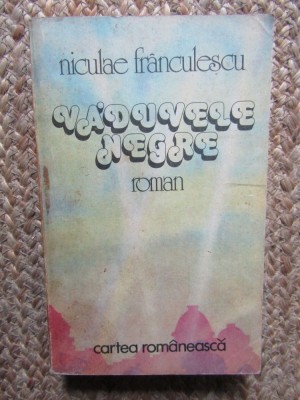 niculae frânculescu
VĂDUVELE
NEGRE
roman
cartea românească